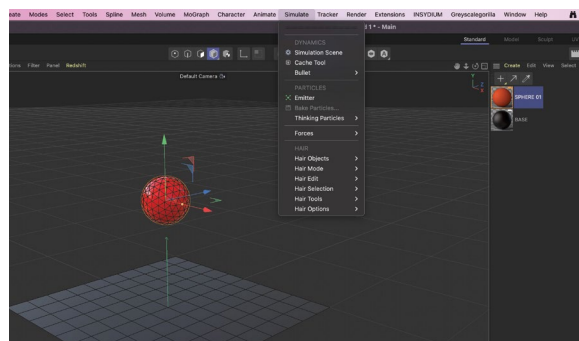 eate Modes Select Tools Spline Mesh Volume MoGraph Character Animate Simulate Tracker Render Extensions INSYDIUM Greyscalegorilla Window Help
1 * - Main
Standard Model Sculpt UV
tions Filter Panel Redshift
Create Edit View Select
Default Camera
DYNAMICS
Simulation Scene
Cache Tool
Bullet
PARTICLES
Emitter
Bake Particles...
Thinking Particles
Forces
HAIR
Hair Objects
Hair Mode
Hair Edit
Hair Selection
Hair Tools
Hair Options
Y
Z
SPHERE 01
BASE